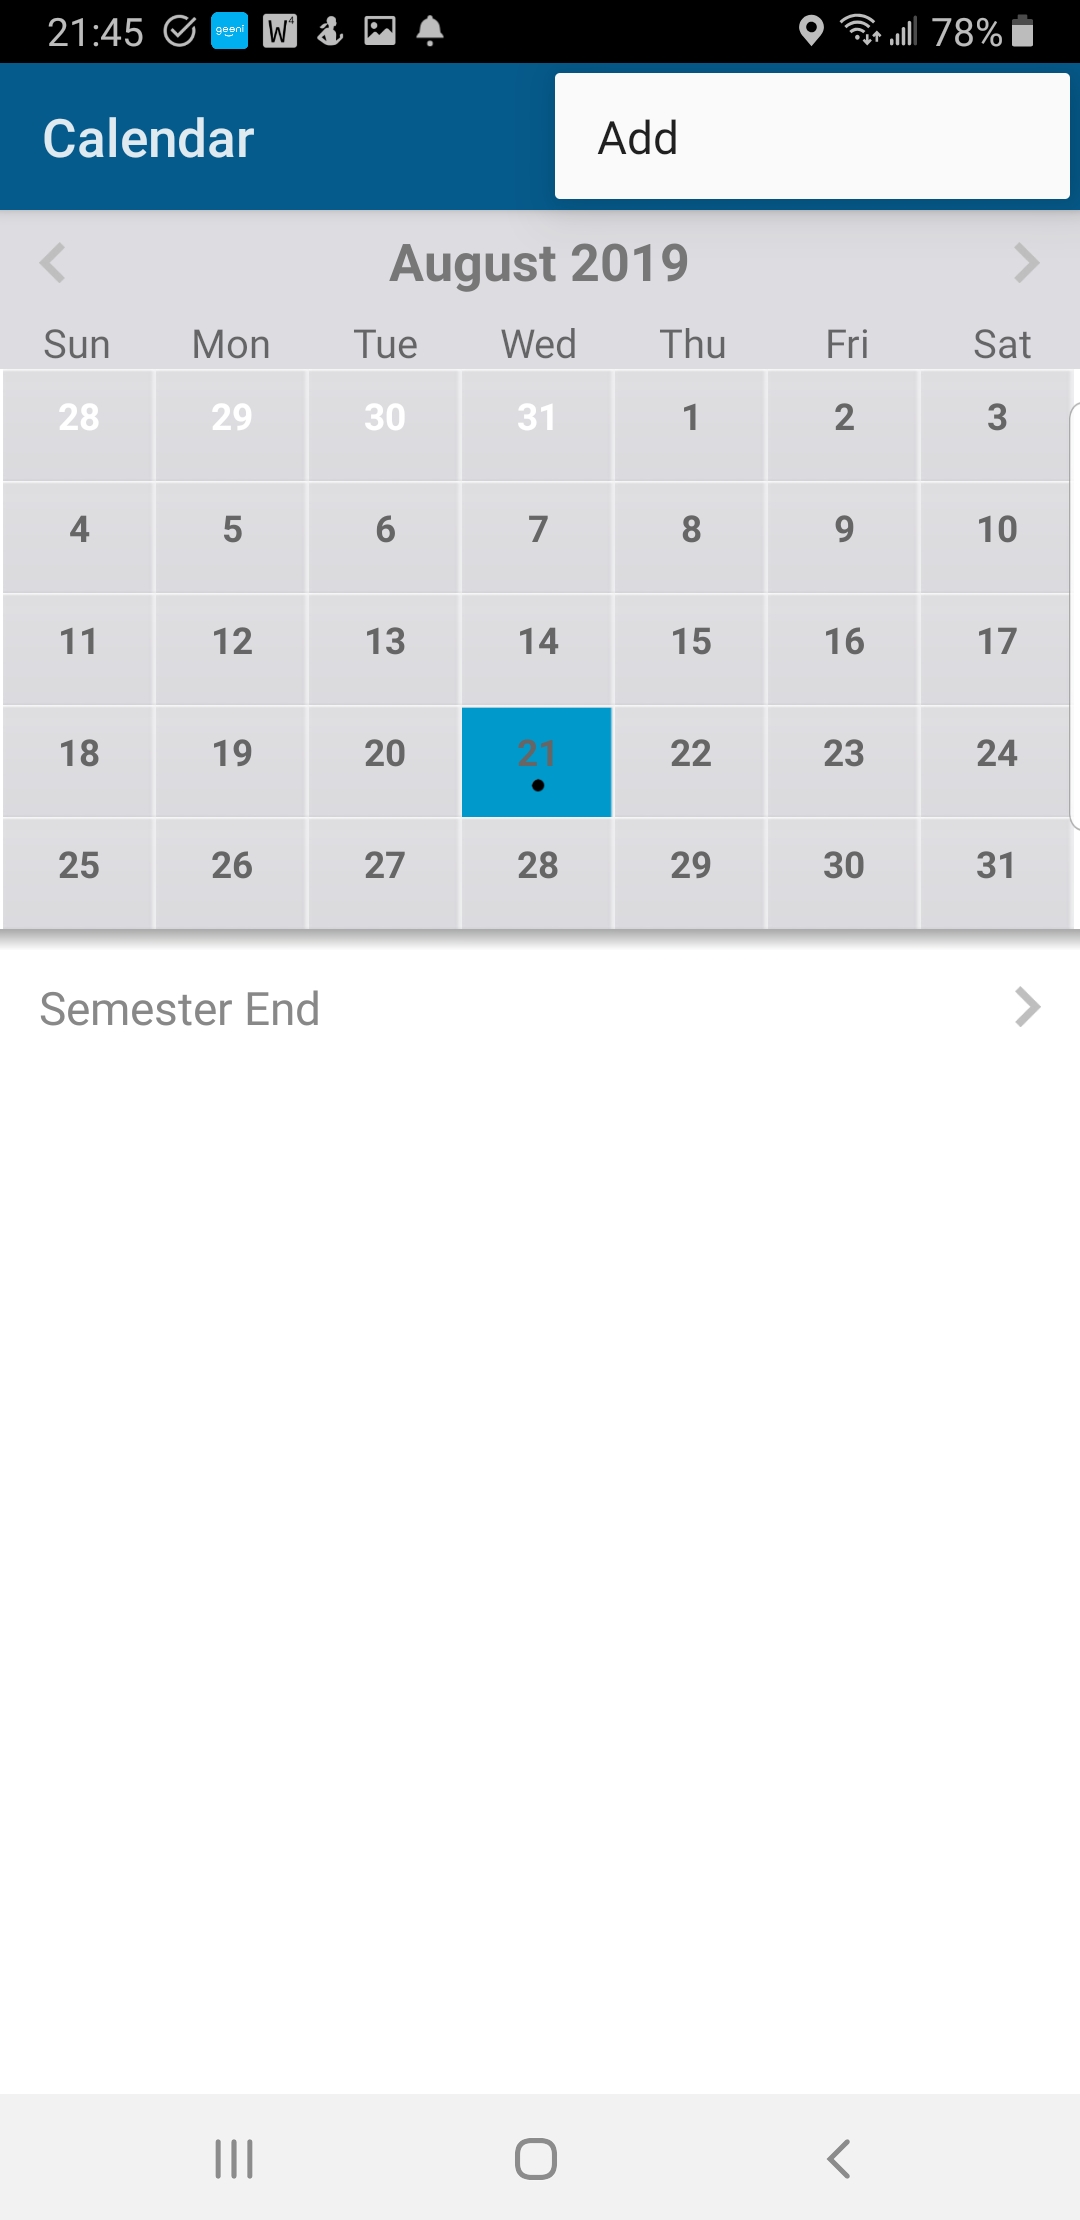 21:45 geeni W4 78%
Calendar
Add
August 2019
Sun Mon Tue Wed Thu Fri Sat
28 29 30 31 1 2 3
4 5 6 7 8 9 10
11 12 13 14 15 16 17
18 19 20 21 22 23 24
25 26 27 28 29 30 31
Semester End